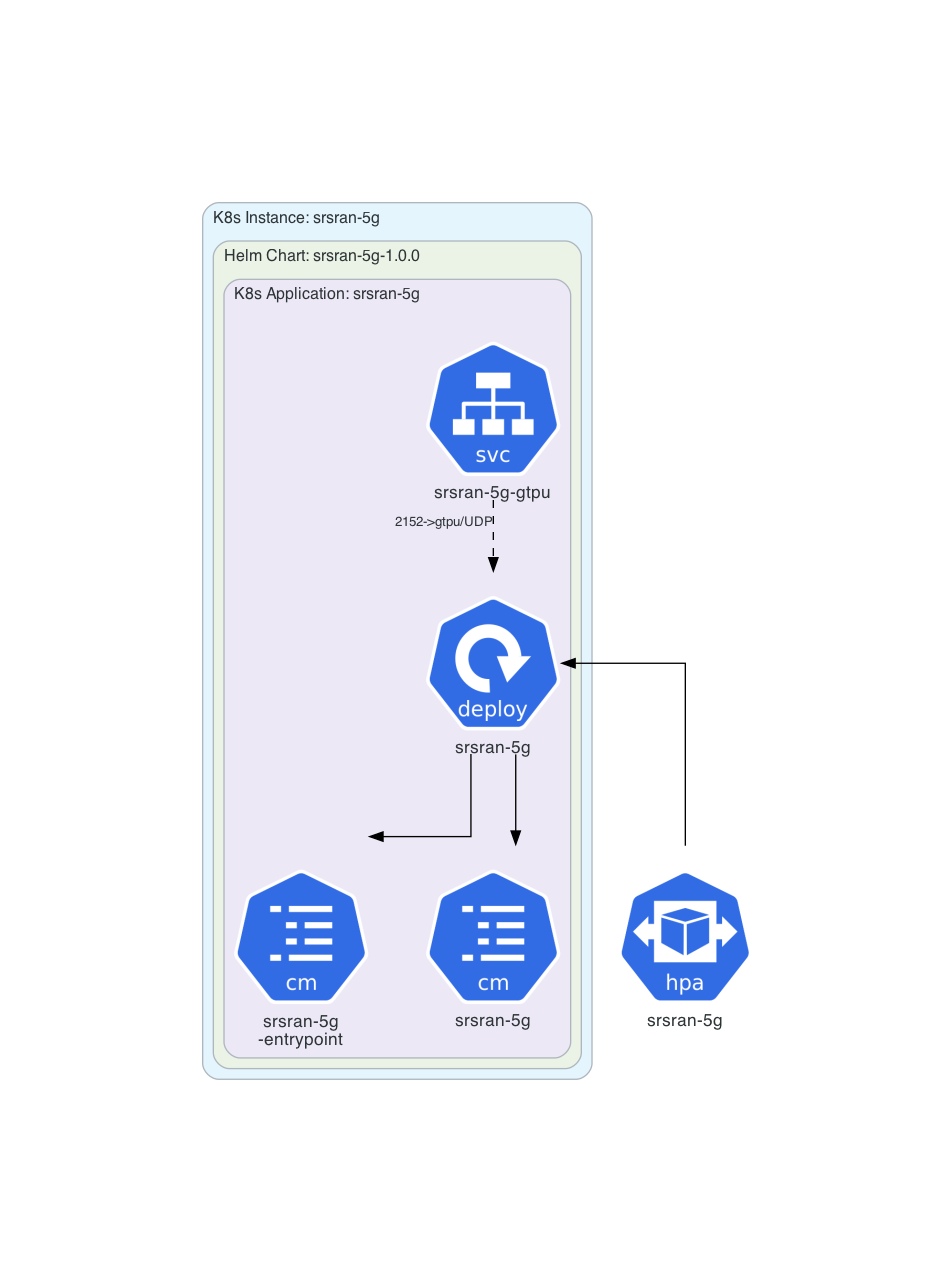 K8s Instance: srsran-5g
Helm Chart: srsran-5g-1.0.0
K8s Application: srsran-5g
svc
srsran-5g-gtpu
2152->gtpu/UDP
deploy
srsran-5g
cm
srsran-5g
-entrypoint
cm
srsran-5g
hpa
srsran-5g